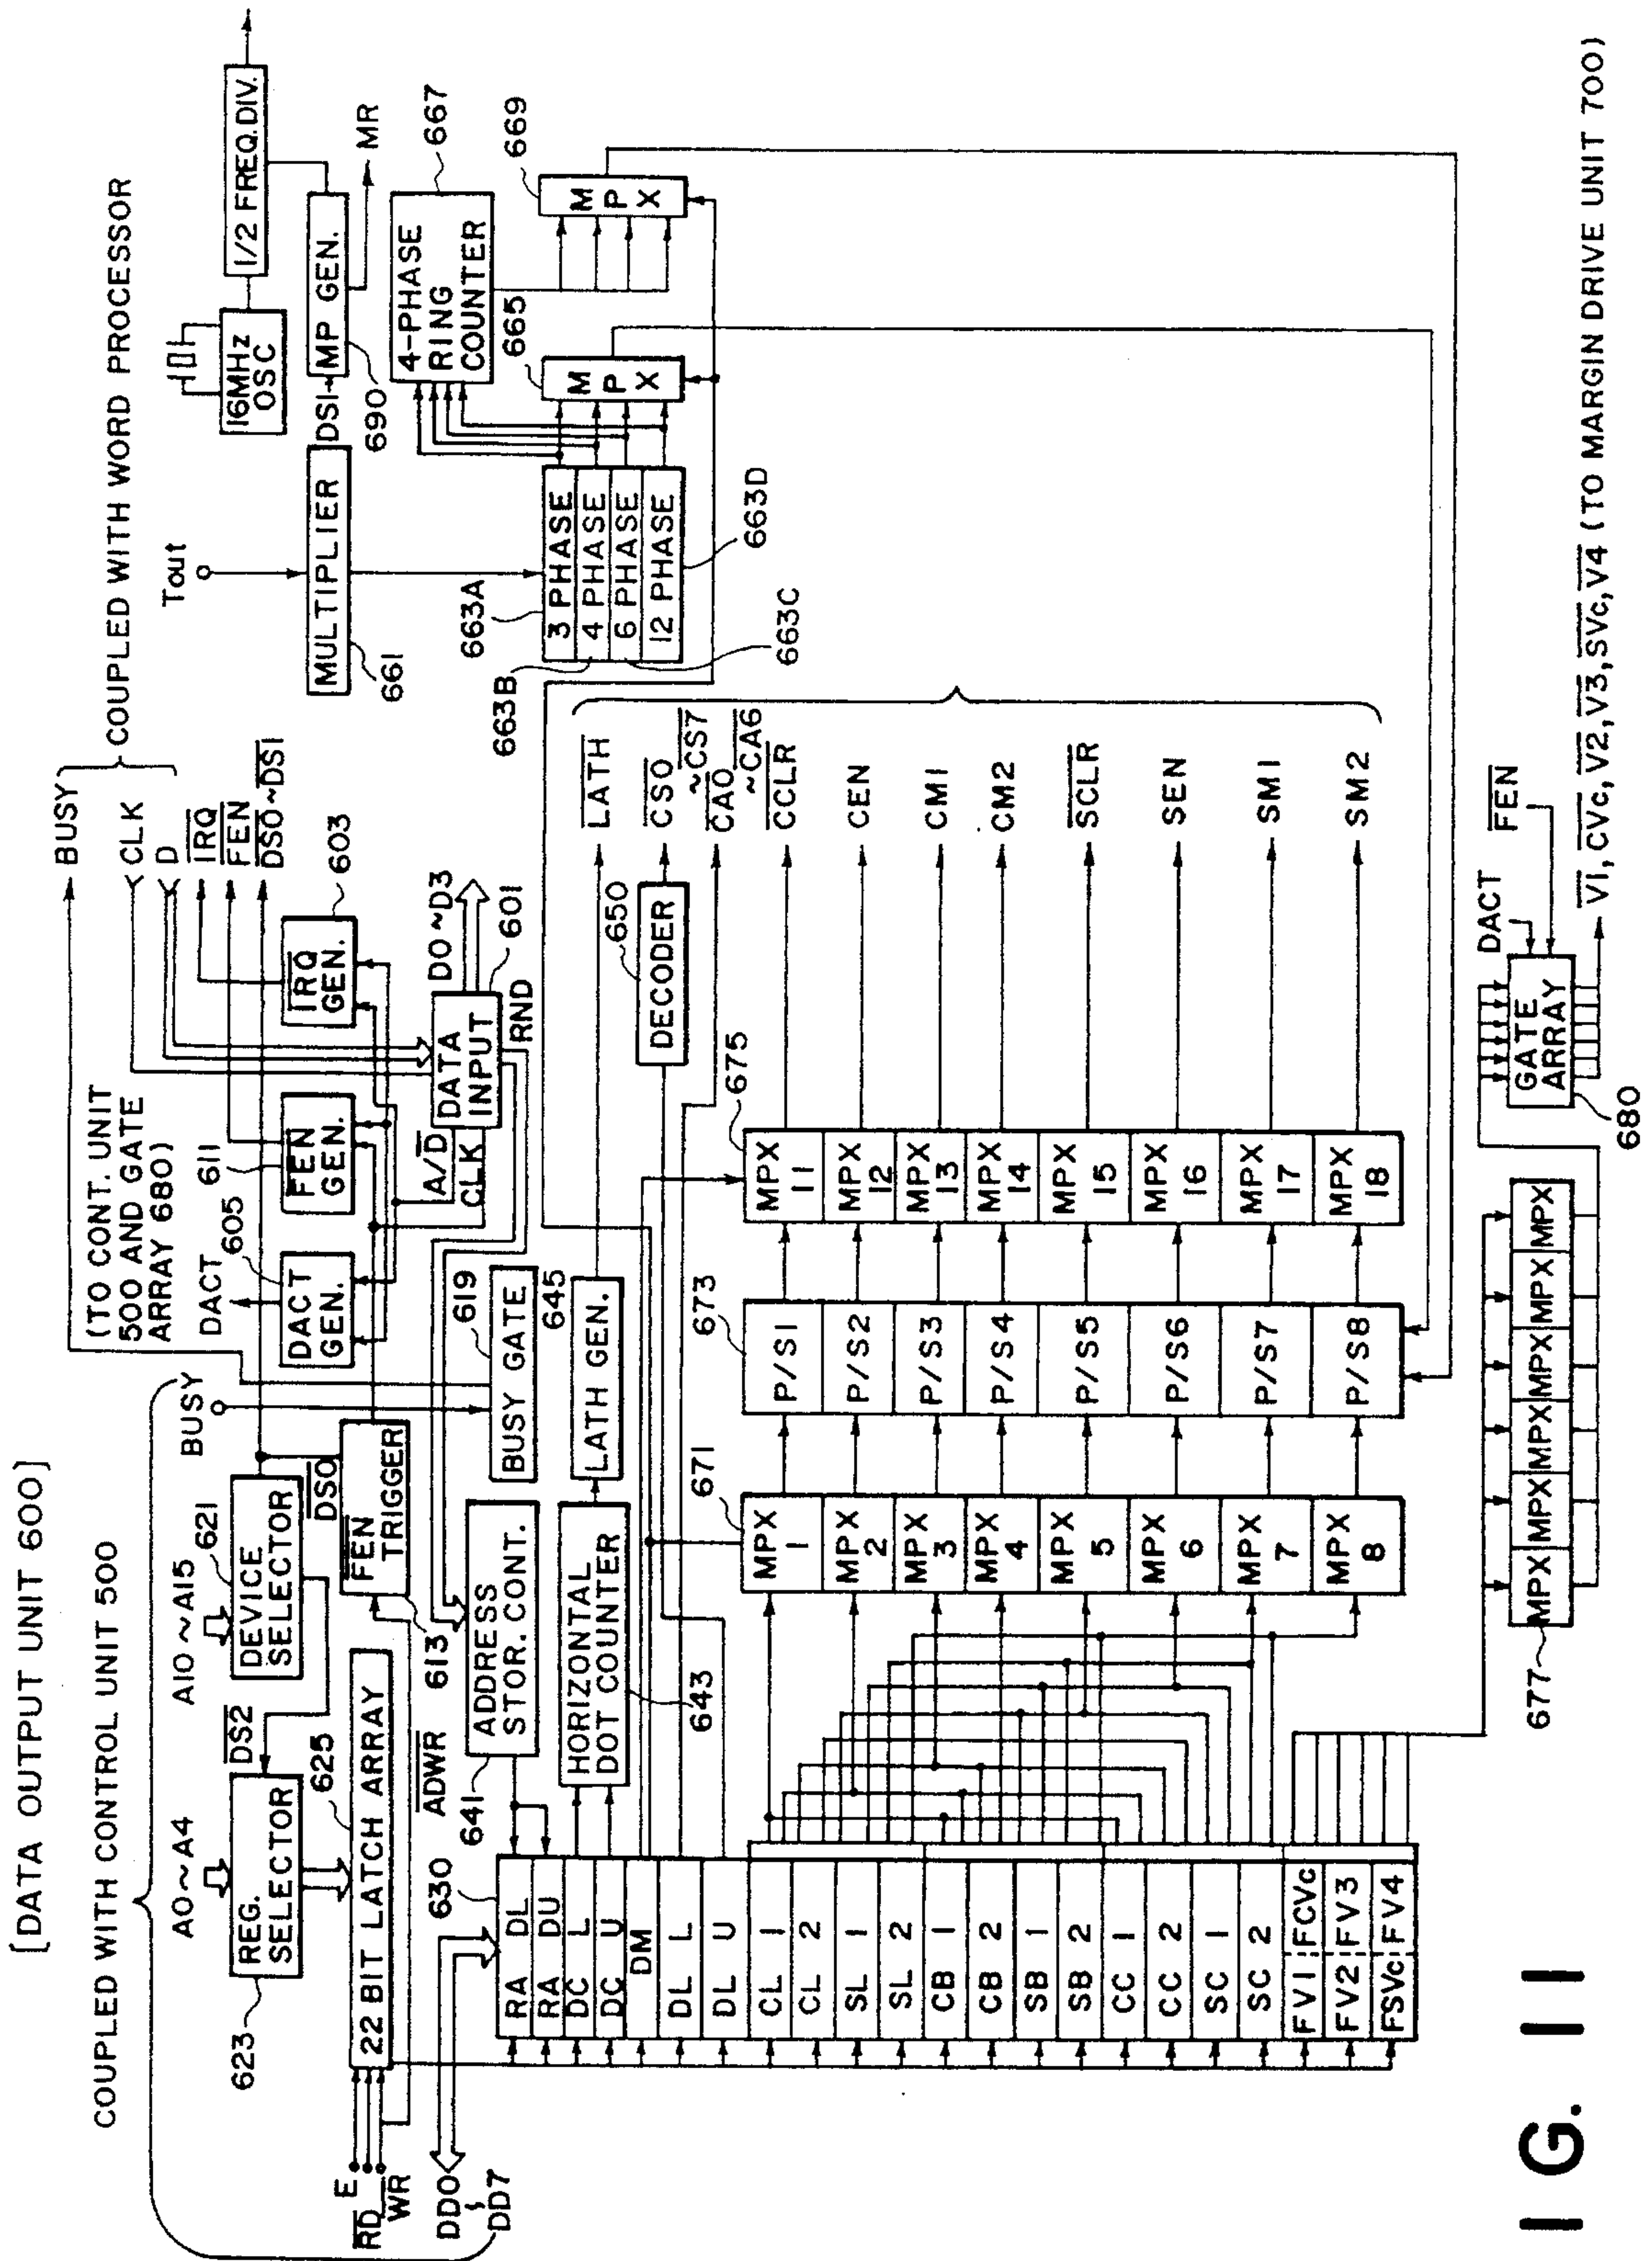 [DATA OUTPUT UNIT 600]
COUPLED WITH CONTROL UNIT 500
COUPLED WITH WORD PROCESSOR
A0~A4
A10~A15
BUSY
(TO CONT. UNIT
500 AND GATE
ARRAY 680)
DACT
BUSY
CLK
D
IRQ
FEN
DS0~DS1
Tout
16MHz
OSC
1/2 FREQ. DIV.
REG.
SELECTOR
623
DS2
DEVICE
SELECTOR
621
DS0
605
DACT
GEN.
611
FEN
GEN.
IRQ
GEN.
603
MULTIPLIER
661
DS1
MP GEN.
690
MR
E
RD
WR
22 BIT LATCH ARRAY
625
FEN
TRIGGER
613
A/D
CLK
DATA
INPUT
RND
601
D0~D3
4-PHASE
RING
COUNTER
667
DD0
~
DD7
ADWR
641
ADDRESS
STOR. CONT.
BUSY GATE
619
663A
663B
3 PHASE
4 PHASE
6 PHASE
12 PHASE
663C
663D
665
MPX
669
MPX
630
HORIZONTAL
DOT COUNTER
643
LATH GEN.
645
LATH
DECODER
650
CS0
~CS7
CA0
~CA6
RA DL
RA DU
DC L
DC U
DM
DL L
DL U
CL 1
CL 2
SL 1
SL 2
CB 1
CB 2
SB 1
SB 2
CC 1
CC 2
SC 1
SC 2
FV1 FCVc
FV2 FV3
FSVc FV4
671
MPX 1
MPX 2
MPX 3
MPX 4
MPX 5
MPX 6
MPX 7
MPX 8
673
P/S1
P/S2
P/S3
P/S4
P/S5
P/S6
P/S7
P/S8
675
MPX 11
MPX 12
MPX 13
MPX 14
MPX 15
MPX 16
MPX 17
MPX 18
CCLR
CEN
CM1
CM2
SCLR
SEN
SM1
SM2
677
MPX MPX MPX MPX MPX MPX
DACT
FEN
GATE
ARRAY
680
V1, CVc, V2, V3, SVc, V4 (TO MARGIN DRIVE UNIT 700)
IG. 11